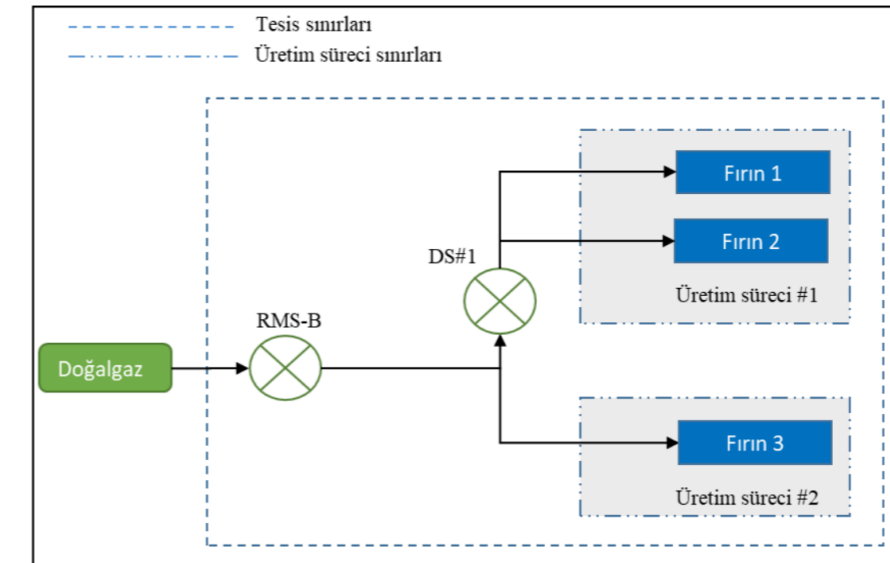 Tesis sınırları
Üretim süreci sınırları
Fırın 1
Fırın 2
DS#1
Üretim süreci #1
RMS-B
Doğalgaz
Fırın 3
Üretim süreci #2